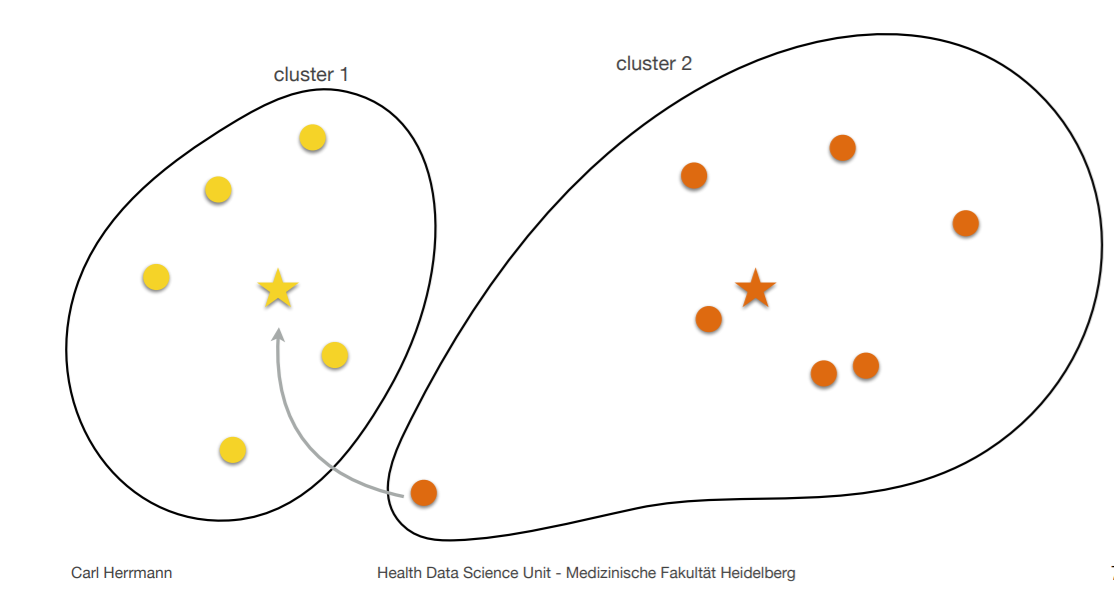 cluster 1
cluster 2
Carl Herrmann
Health Data Science Unit - Medizinische Fakultät Heidelberg